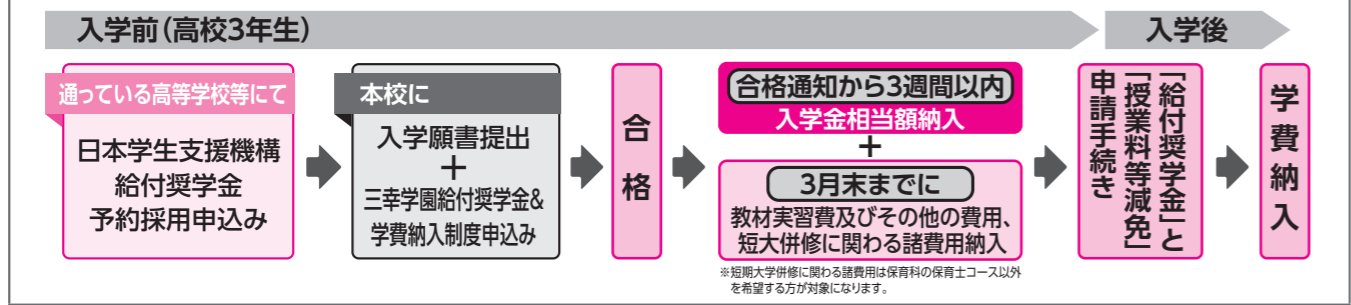 入学前(高校3年生)
入学後
通っている高等学校等にて
日本学生支援機構
給付奨学金
予約採用申込み
本校に
入学願書提出
+
三幸学園給付奨学金&
学費納入制度申込み
合格
合格通知から3週間以内
入学金相当額納入
+
3月末までに
教材実習費及びその他の費用、
短大併修に関わる諸費用納入
※短期大学併修に関わる諸費用は保育科の保育士コース以外
を希望する方が対象になります。
「給付奨学金」と
「授業料等減免」
申請手続き
学費納入